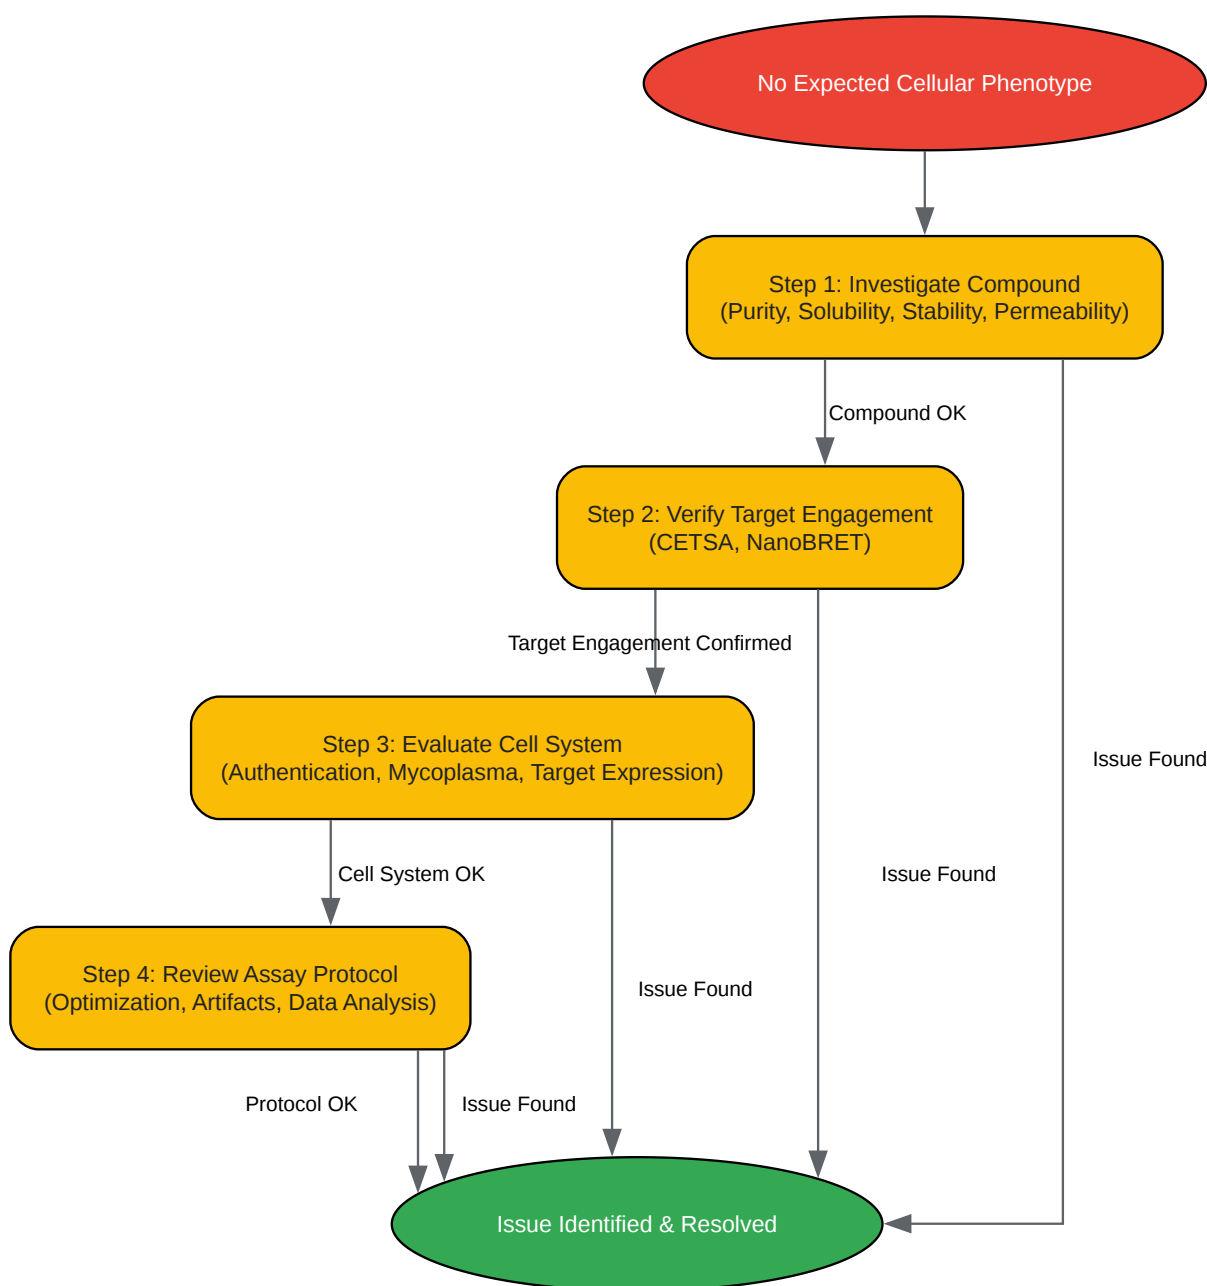 No Expected Cellular Phenotype
Step 1: Investigate Compound
(Purity, Solubility, Stability, Permeability)
Compound OK
Step 2: Verify Target Engagement
(CETSA, NanoBRET)
Target Engagement Confirmed
Step 3: Evaluate Cell System
(Authentication, Mycoplasma, Target Expression)
Issue Found
Cell System OK
Issue Found
Step 4: Review Assay Protocol
(Optimization, Artifacts, Data Analysis)
Issue Found
Protocol OK
Issue Found
Issue Identified & Resolved